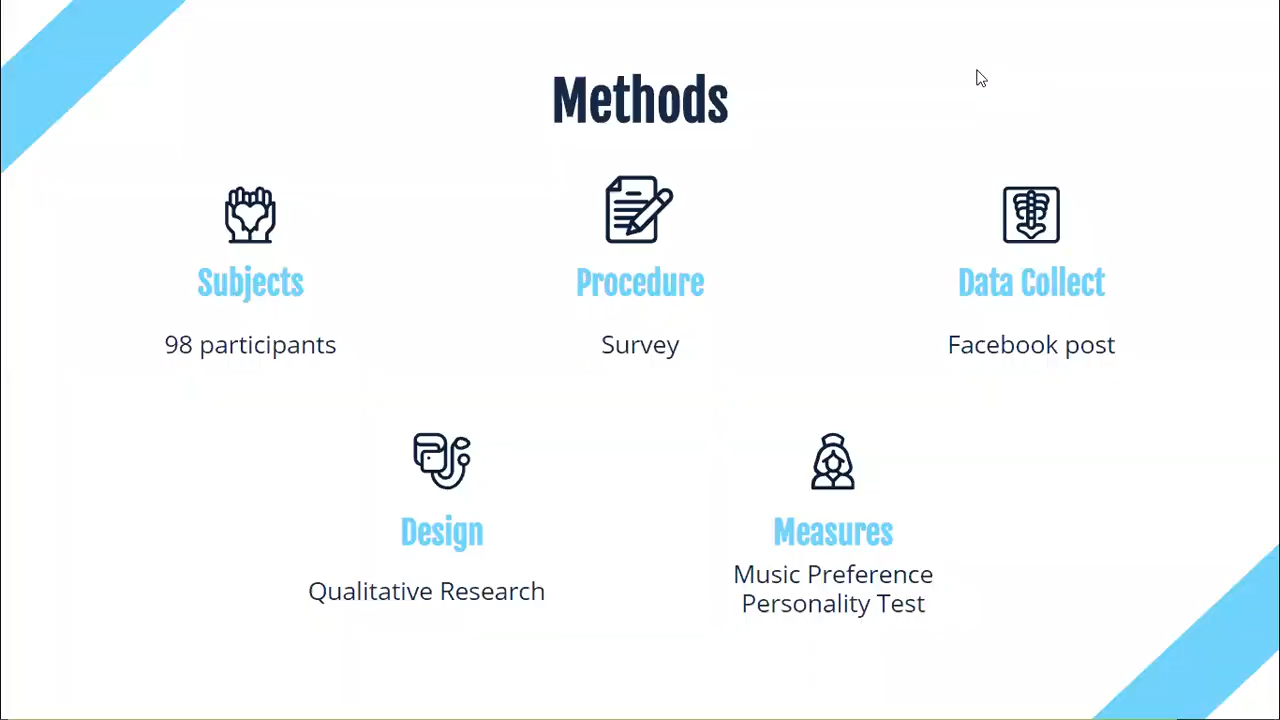 Methods
Subjects
98 participants
Procedure
Survey
Data Collect
Facebook post
Design
Qualitative Research
Measures
Music Preference
Personality Test